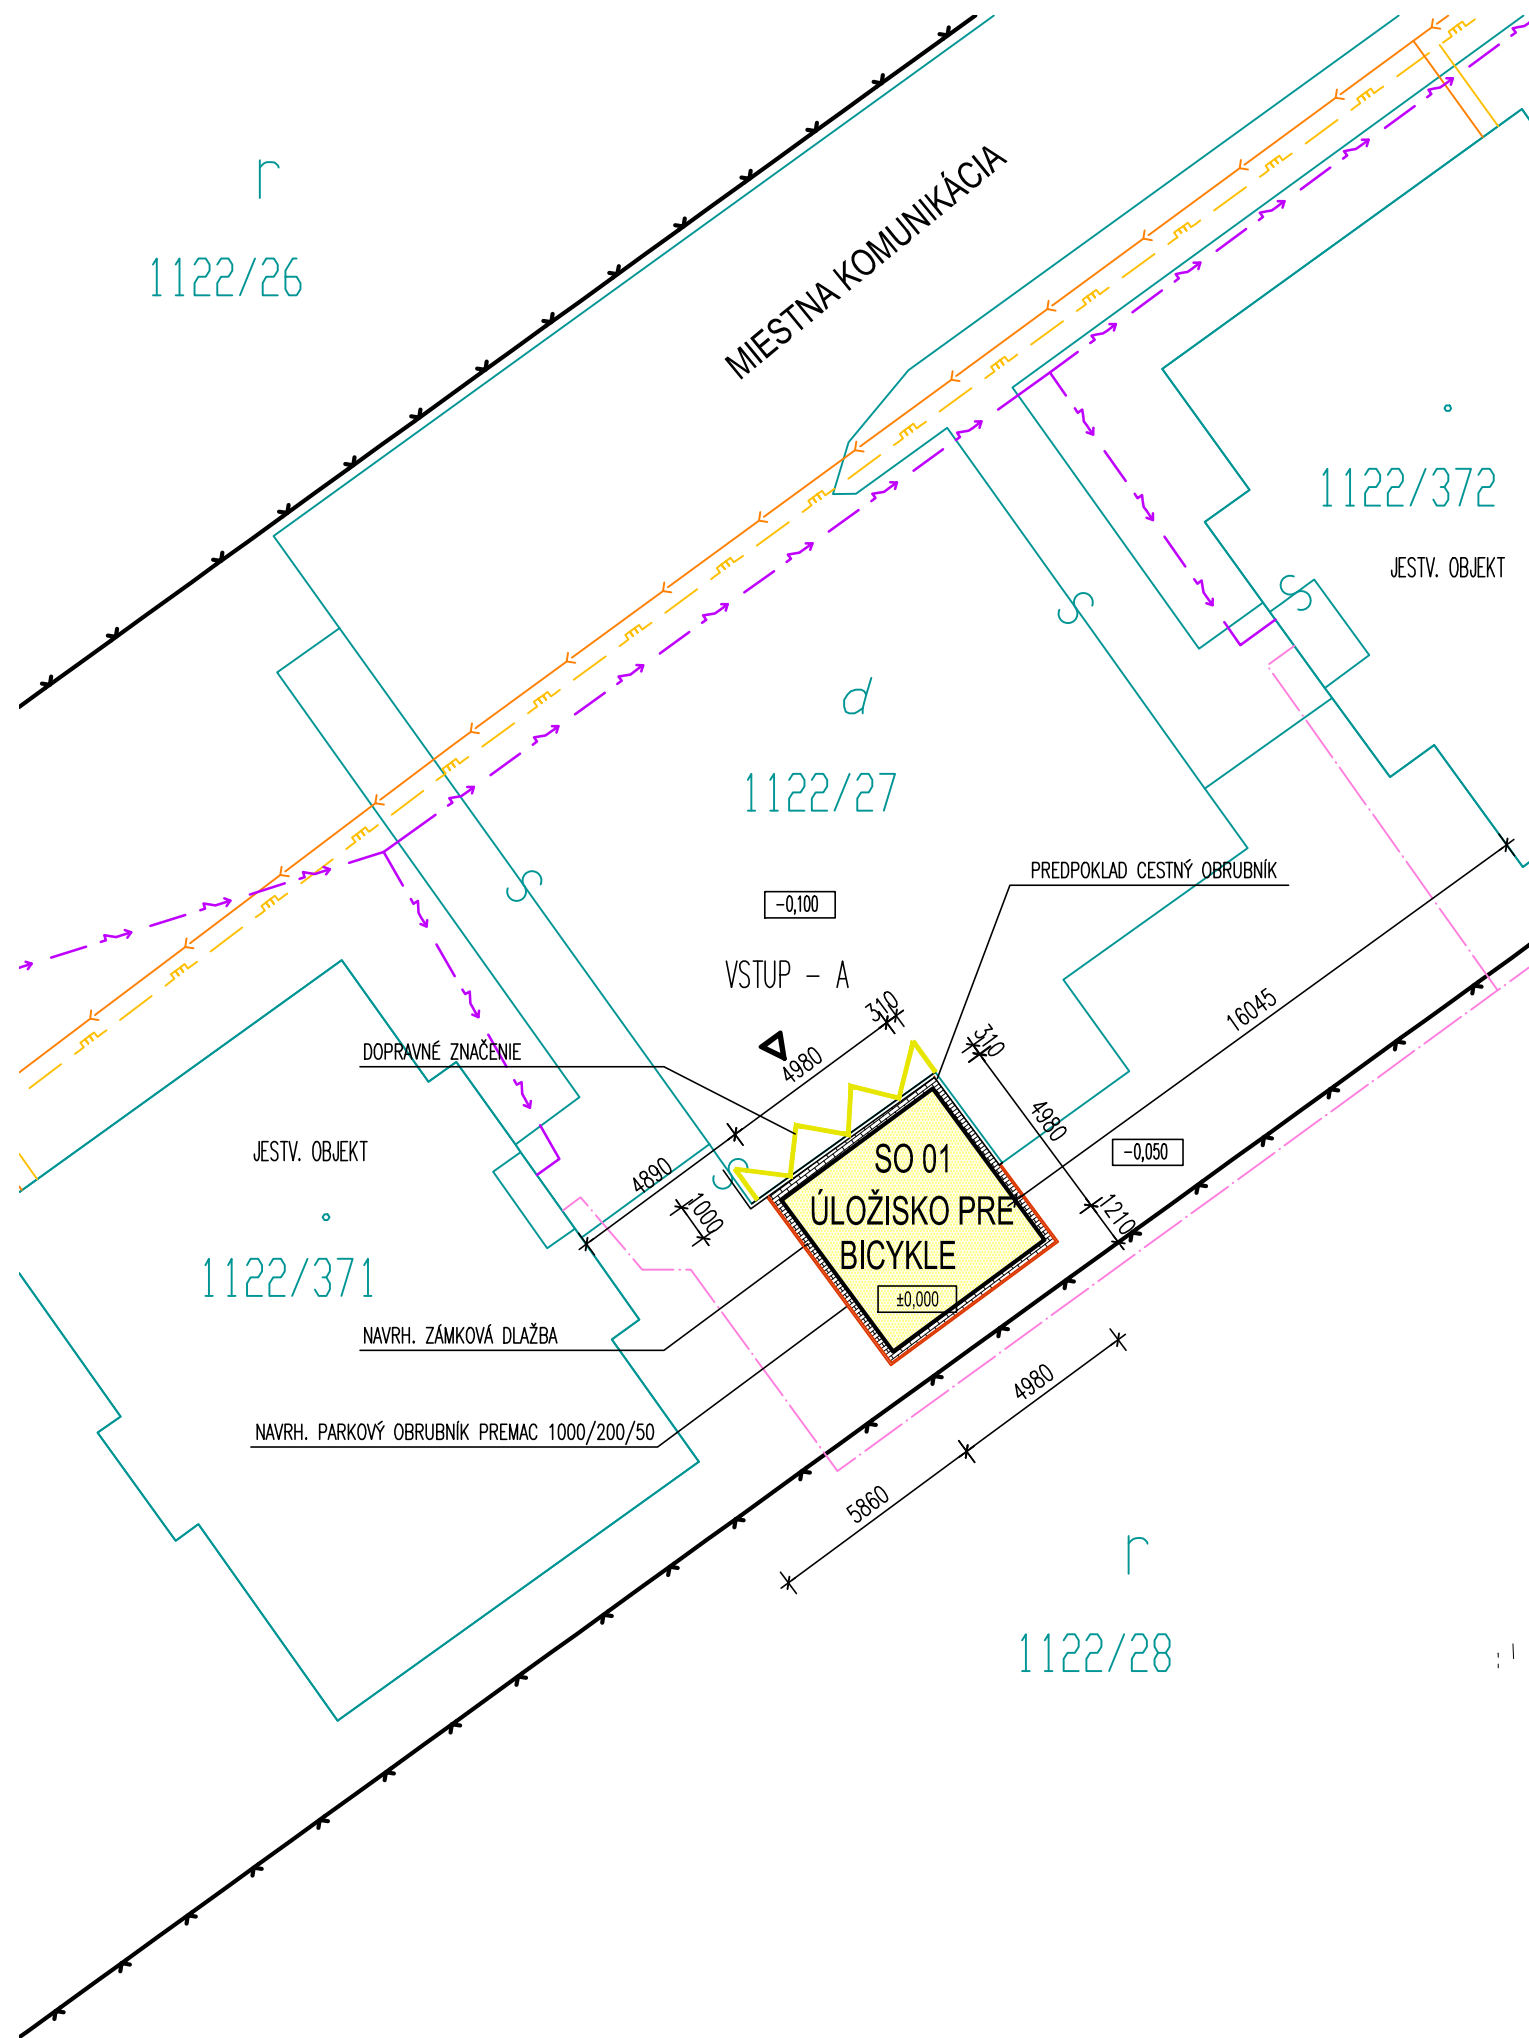 r
1122/26
MIESTNA KOMUNIKÁCIA
1122/372
JESTV. OBJEKT
S
S
d
1122/27
PREDPOKLAD CESTNÝ OBRUBNÍK
S
-0,100
VSTUP - A
310
16045
310
DOPRAVNÉ ZNAČENIE
4980
4980
-0,050
JESTV. OBJEKT
SO 01
4890
S
1000
ÚLOŽISKO PRE
1210
BICYKLE
1122/371
±0,000
NAVRH. ZÁMKOVÁ DLAŽBA
4980
NAVRH. PARKOVÝ OBRUBNÍK PREMAC 1000/200/50
5860
r
1122/28